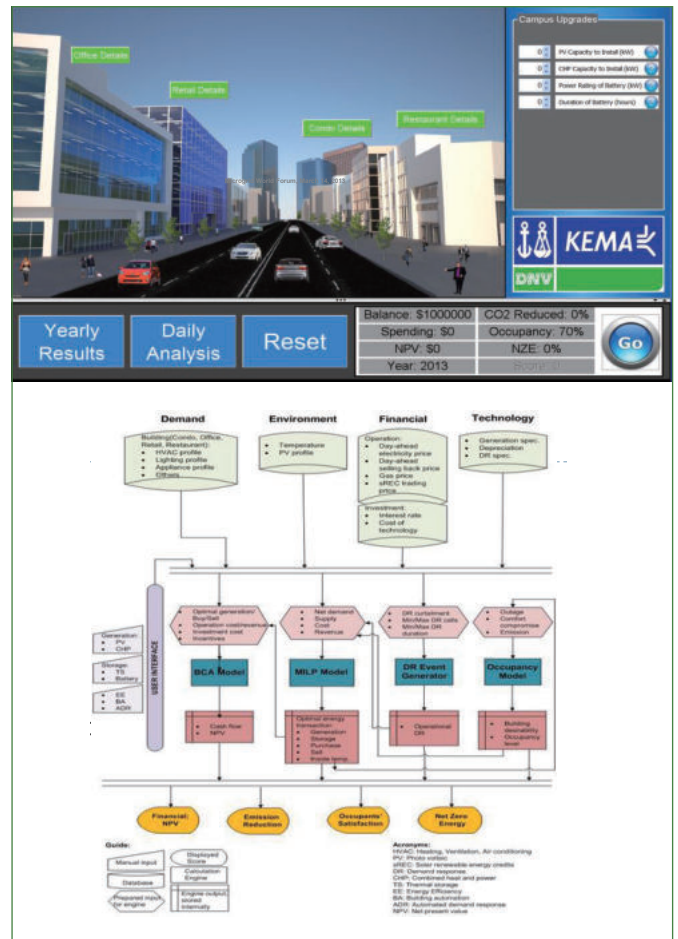 Office Details
Retail Details
Condo Details
Restaurant Details
Campus Upgrades
0 PV Capacity to Install (kW)
0 CHP Capacity to Install (kW)
0 Power Rating of Battery (kW)
0 Duration of Battery (hours)
KEMA
DNV
Yearly
Results
Daily
Analysis
Reset
Balance: $1000000 CO2 Reduced: 0%
Spending: $0 Occupancy: 70%
NPV: $0 NZE: 0%
Year: 2013
Go
Demand
Building(Condo, Office,
Retail, Restaurant):
• HVAC profile
• Lighting profile
• Appliance profile
• Others
Environment
• Temperature
• PV profile
Financial
Operation:
• Day-ahead
electricity price
• Day-ahead
selling back price
• Gas price
• sREC trading
price
Investment:
• Interest rate
• Cost of
technology
Technology
• Generation spec.
• Depreciation
• DR spec.
Generation:
• PV
• CHP
Storage:
• TS
• Battery
• EE
• BA
• ADR
USER INTERFACE
• Optimal generation/
Buy/Sell
• Operation cost/revenue
• Investment cost
• Incentives
• Net demand
• Supply
• Cost
• Revenue
• DR curtailment
• Min/Max DR calls
• Min/Max DR
duration
• Outage
• Comfort
compromise
• Emission
BCA Model
MILP Model
DR Event
Generator
Occupancy
Model
• Cash flow
• NPV
Optimal energy
transaction:
• Generation
• Storage
• Purchase
• Sell
• Inside temp.
• Operational
DR
• Building
desirability
• Occupancy
level
Financial:
NPV
Emission
Reduction
Occupants'
Satisfaction
Net Zero
Energy
Guide:
Manual input
Database
Prepared input
for engine
Displayed
Score
Calculation
Engine
Engine output,
stored
internally
Acronyms:
HVAC: Heating, Ventilation, Air conditioning
PV: Photo voltaic
sREC: Solar renewable energy credits
DR: Demand response
CHP: Combined heat and power
TS: Thermal storage
EE: Energy Efficiency
BA: Building automation
ADR: Automated demand response
NPV: Net present value